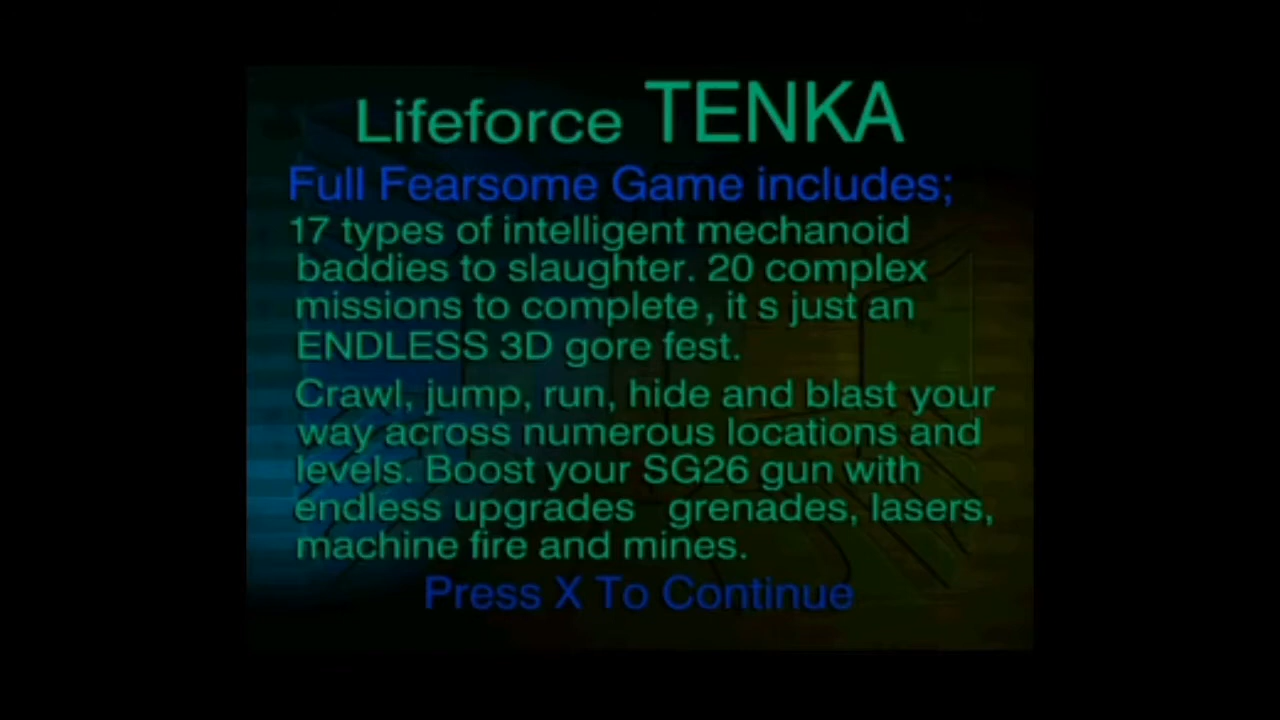 Lifeforce TENKA
Full Fearsome Game includes;
17 types of intelligent mechanoid
baddies to slaughter. 20 complex
missions to complete, it s just an
ENDLESS 3D gore fest.
Crawl, jump, run, hide and blast your
way across numerous locations and
levels. Boost your SG26 gun with
endless upgrades grenades, lasers,
machine fire and mines.
Press X To Continue